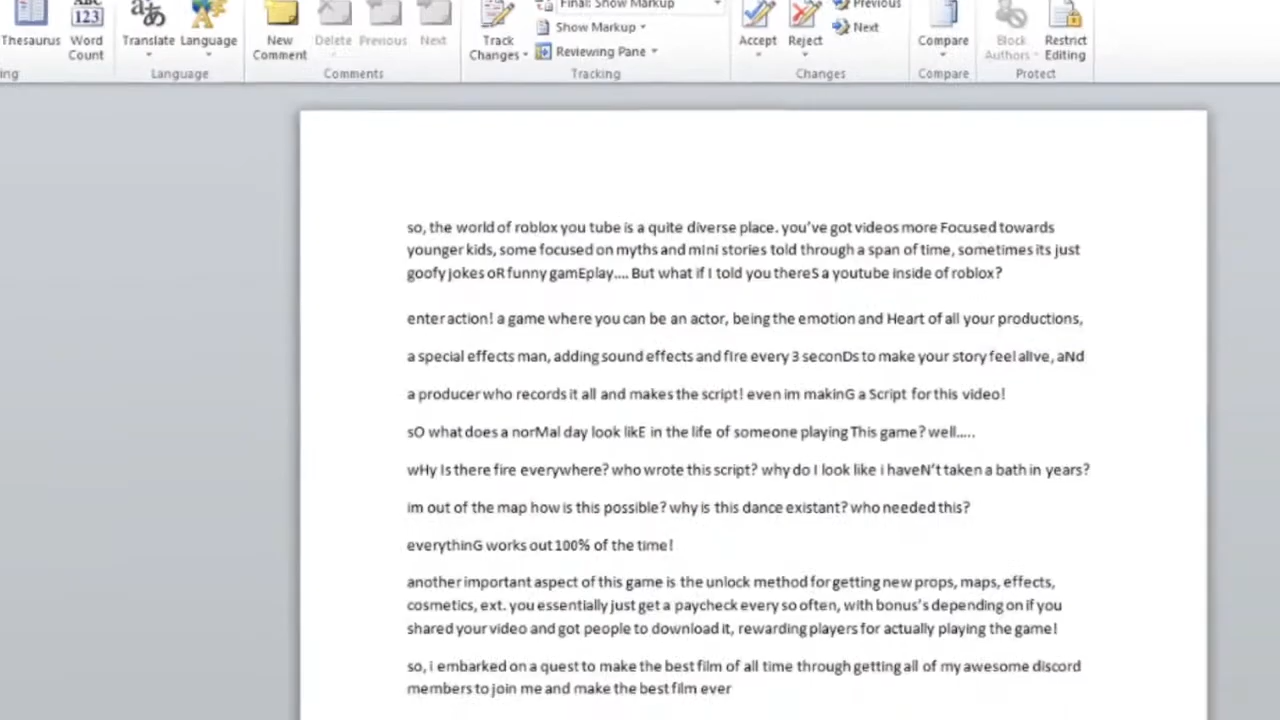 Final: Show Markup
Previous
Show Markup
Next
Thesaurus
Word
Count
Translate
Language
New
Comment
Delete
Previous
Next
Track
Changes
Reviewing Pane
Accept
Reject
Compare
Block
Authors
Restrict
Editing
Language
Comments
Tracking
Changes
Compare
Protect
so, the world of roblox you tube is a quite diverse place. you've got videos more Focused towards
younger kids, some focused on myths and mIni stories told through a span of time, sometimes its just
goofy jokes oR funny gamEplay.... But what if I told you thereS a youtube inside of roblox?
enter action! a game where you can be an actor, being the emotion and Heart of all your productions,
a special effects man, adding sound effects and fIre every 3 seconDs to make your story feel alIve, aNd
a producer who records it all and makes the script! even im makinG a Script for this video!
sO what does a norMal day look likE in the life of someone playing This game? well.....
wHy Is there fire everywhere? who wrote this script? why do I look like i haveN't taken a bath in years?
im out of the map how is this possible? why is this dance existant? who needed this?
everythinG works out 100% of the time!
another important aspect of this game is the unlock method for getting new props, maps, effects,
cosmetics, ext. you essentially just get a paycheck every so often, with bonus's depending on if you
shared your video and got people to download it, rewarding players for actually playing the game!
so, i embarked on a quest to make the best film of all time through getting all of my awesome discord
members to join me and make the best film ever